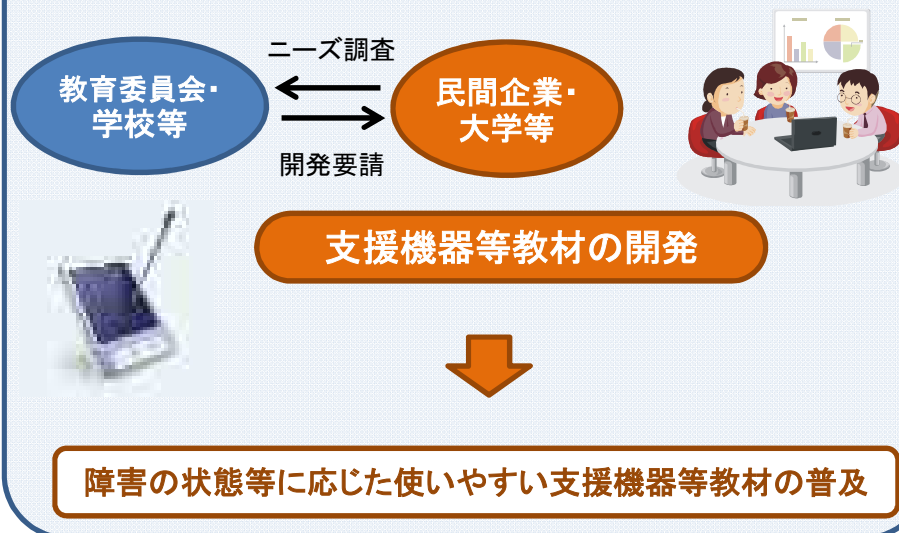 ニーズ調査
教育委員会・
学校等
民間企業・
大学等
開発要請
支援機器等教材の開発
障害の状態等に応じた使いやすい支援機器等教材の普及